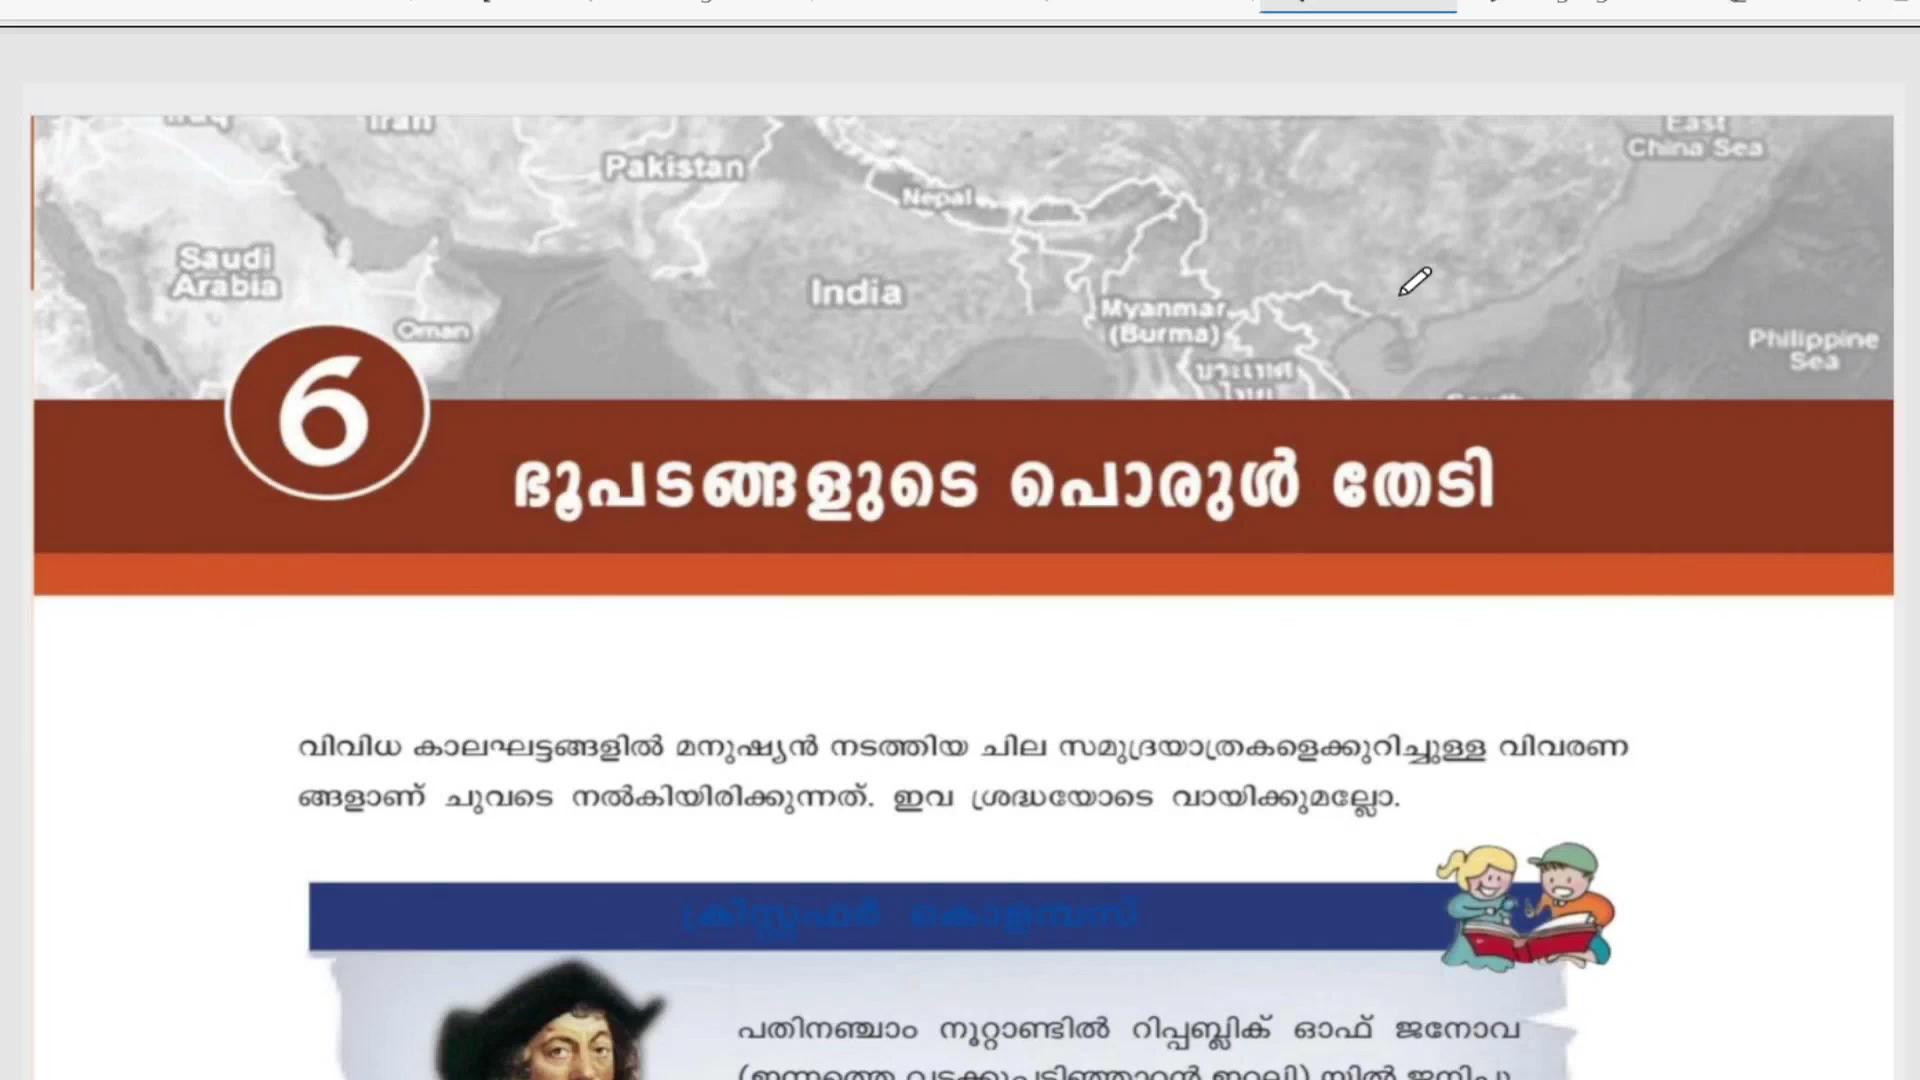 Iran
East
China Sea
Pakistan
Nepal
Saudi
Arabia
India
Myanmar
(Burma)
Oman
Philippine
Sea
6
ഭൂപടങ്ങളുടെ പൊരുൾ തേടി
വിവിധ കാലഘട്ടങ്ങളിൽ മനുഷ്യൻ നടത്തിയ ചില സമുദ്രയാത്രകളെക്കുറിച്ചുള്ള വിവരണ
ങ്ങളാണ് ചുവടെ നൽകിയിരിക്കുന്നത്. ഇവ ശ്രദ്ധയോടെ വായിക്കുമല്ലോ.
ക്രിസ്റ്റഫർ കൊളമ്പസ്
പതിനഞ്ചാം നൂറ്റാണ്ടിൽ റിപ്പബ്ലിക് ഓഫ് ജനോവ